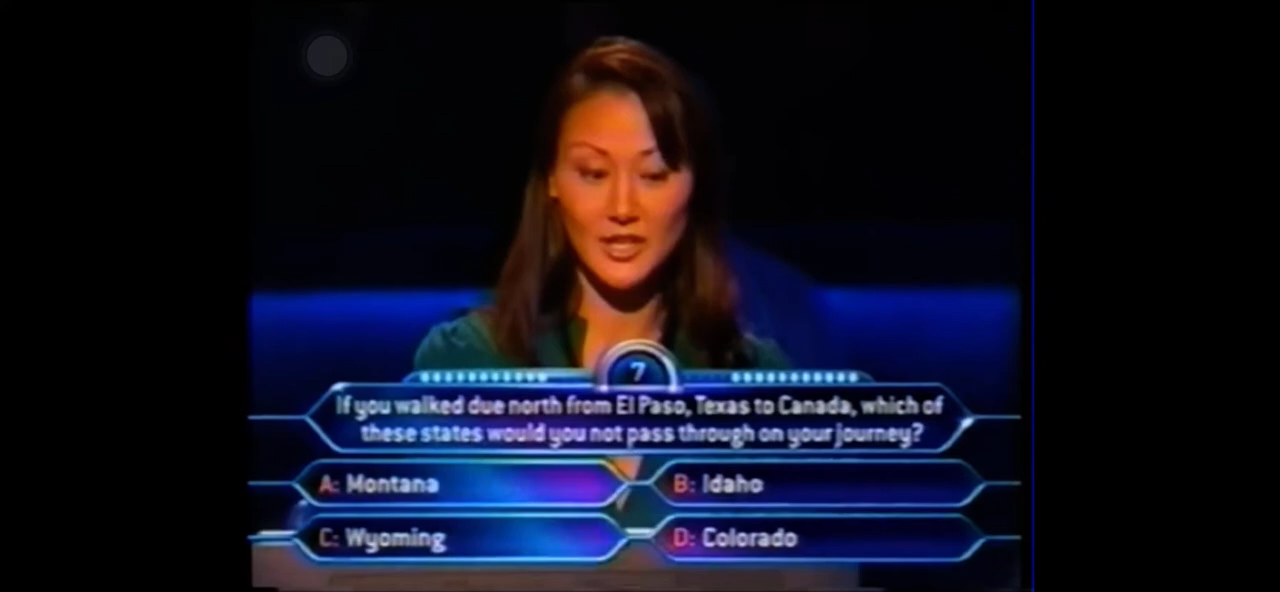 7
If you walked due north from El Paso, Texas to Canada, which of
these states would you not pass through on your journey?
A: Montana
B: Idaho
C: Wyoming
D: Colorado